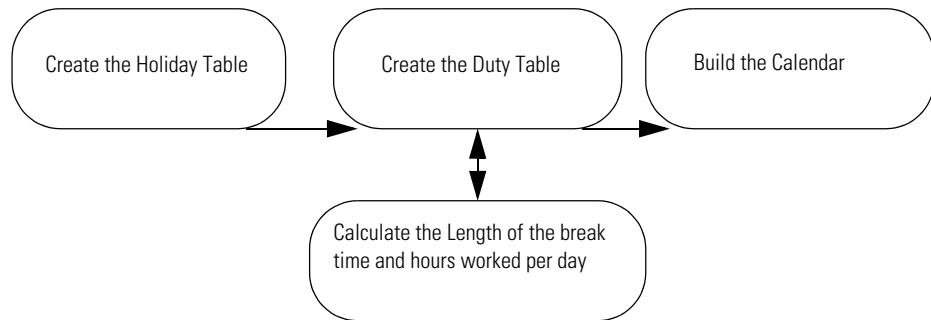 Create the Holiday Table
Create the Duty Table
Build the Calendar
Calculate the Length of the break
time and hours worked per day